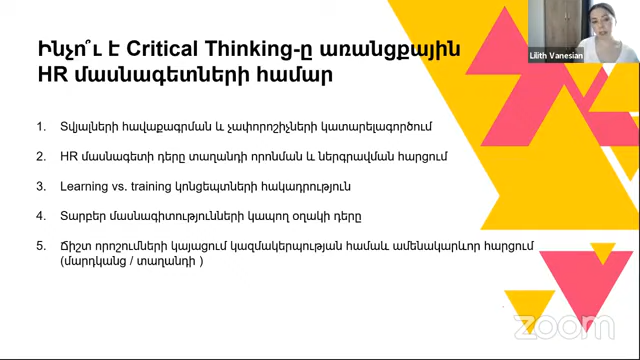 Lilith Vanesian
Ինչո՞ւ է Critical Thinking-ը առանցքային
HR մասնագետների համար
1. Տվյալների հավաքագրման և չափորոշիչների կատարելագործում
2. HR մասնագետի դերը տաղանդի որոնման և ներգրավման հարցում
3. Learning vs. training կոնցեպտների հակադրություն
4. Տարբեր մասնագիտությունների կապող օղակի դերը
5. Ճիշտ որոշումների կայացում կազմակերպության համաև ամենակարևոր հարցում
(մարդկանց / տաղանդի )
zoom